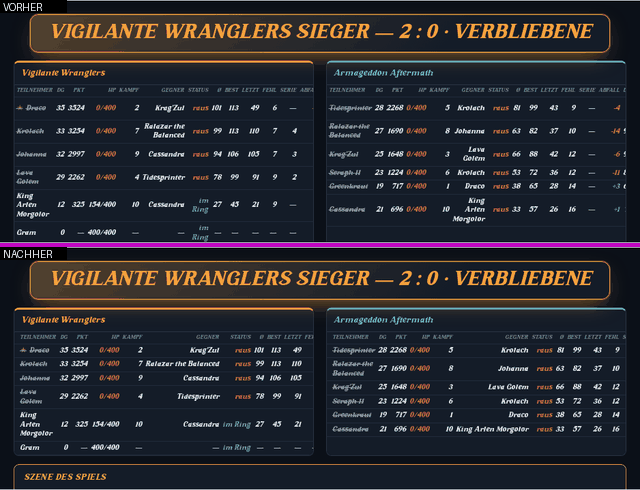 VORHER
VIGILANTE WRANGLERS SIEGER — 2 : 0 · VERBLIEBENE
Vigilante Wranglers
TEILNEHMER DG PKT HP KAMPF GEGNER STATUS Ø BEST LETZT FEHL SERIE ABFA
Draco 35 3524 0/400 2 Krag'Zul raus 101 113 49 6 —
Krolach 33 3254 0/400 7 Ralazar the Balanced raus 99 113 110 7 4
Johanna 32 2997 0/400 9 Cassandra raus 94 106 105 7 3
Lava Golem 29 2262 0/400 4 Tidesprinter raus 78 99 91 9 2
King Arlen Morgolor 12 325 154/400 10 Cassandra im Ring 27 45 21 9 —
Gram 0 — 400/400 — — im Ring — — — — —
Armageddon Aftermath
TEILNEHMER DG PKT HP KAMPF GEGNER STATUS Ø BEST LETZT FEHL SERIE ABFALL
Tidesprinter 28 2268 0/400 5 Krolach raus 81 99 43 9 — -4
Ralazar the Balanced 27 1690 0/400 8 Johanna raus 63 82 37 10 — -14
Krag'Zul 25 1648 0/400 3 Lava Golem raus 66 88 42 12 — -6
Seraph-11 23 1224 0/400 6 Krolach raus 53 72 36 12 — -11
Greenkraut 19 717 0/400 1 Draco raus 38 65 28 14 — +3
Cassandra 21 696 0/400 10 King Arlen Morgolor raus 33 57 26 16 — +1
NACHHER
VIGILANTE WRANGLERS SIEGER — 2 : 0 · VERBLIEBENE
Vigilante Wranglers
TEILNEHMER DG PKT HP KAMPF GEGNER STATUS Ø BEST LETZT FEH
Draco 35 3524 0/400 2 Krag'Zul raus 101 113 49
Krolach 33 3254 0/400 7 Ralazar the Balanced raus 99 113 110
Johanna 32 2997 0/400 9 Cassandra raus 94 106 105
Lava Golem 29 2262 0/400 4 Tidesprinter raus 78 99 91
King Arlen Morgolor 12 325 154/400 10 Cassandra im Ring 27 45 21
Gram 0 — 400/400 — — im Ring — — —
Armageddon Aftermath
TEILNEHMER DG PKT HP KAMPF GEGNER STATUS Ø BEST LETZT FEHL S
Tidesprinter 28 2268 0/400 5 Krolach raus 81 99 43 9
Ralazar the Balanced 27 1690 0/400 8 Johanna raus 63 82 37 10
Krag'Zul 25 1648 0/400 3 Lava Golem raus 66 88 42 12
Seraph-11 23 1224 0/400 6 Krolach raus 53 72 36 12
Greenkraut 19 717 0/400 1 Draco raus 38 65 28 14
Cassandra 21 696 0/400 10 King Arlen Morgolor raus 33 57 26 16
SZENE DES SPIELS